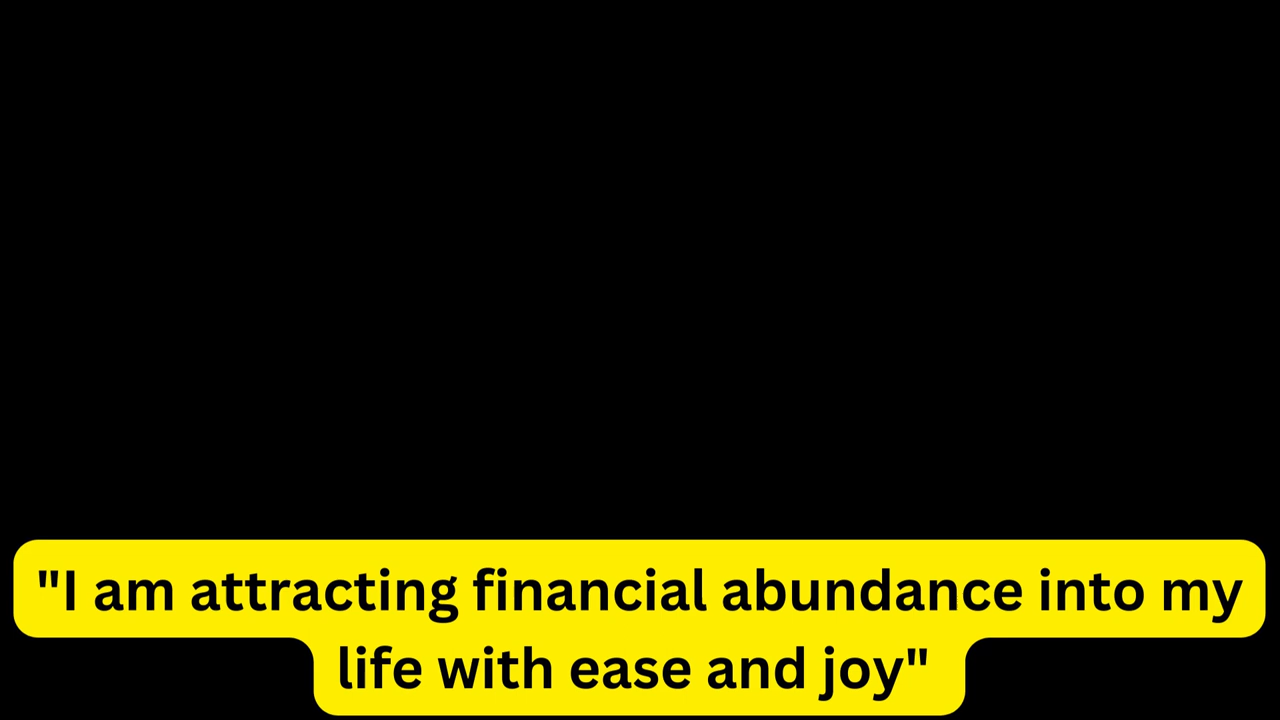 "I am attracting financial abundance into my
life with ease and joy"